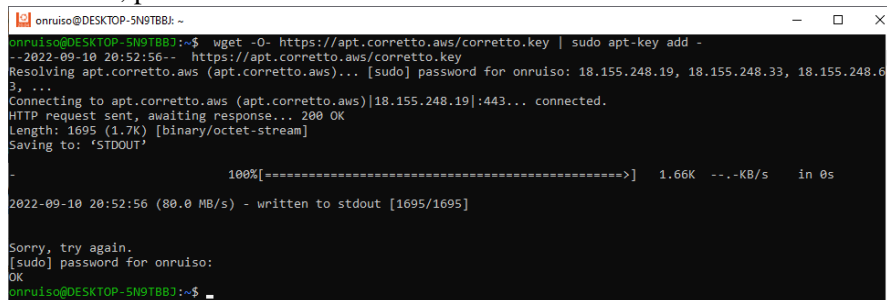 onruiso@DESKTOP-5N9TBBJ: ~
onruiso@DESKTOP-5N9TBBJ:~$  wget -O- https://apt.corretto.aws/corretto.key | sudo apt-key add -
--2022-09-10 20:52:56--  https://apt.corretto.aws/corretto.key
Resolving apt.corretto.aws (apt.corretto.aws)... [sudo] password for onruiso: 18.155.248.19, 18.155.248.33, 18.155.248.6
3, ...
Connecting to apt.corretto.aws (apt.corretto.aws)|18.155.248.19|:443... connected.
HTTP request sent, awaiting response... 200 OK
Length: 1695 (1.7K) [binary/octet-stream]
Saving to: ‘STDOUT’
-                             100%[================================================>]   1.66K  --.-KB/s    in 0s
2022-09-10 20:52:56 (80.0 MB/s) - written to stdout [1695/1695]
Sorry, try again.
[sudo] password for onruiso:
OK
onruiso@DESKTOP-5N9TBBJ:~$